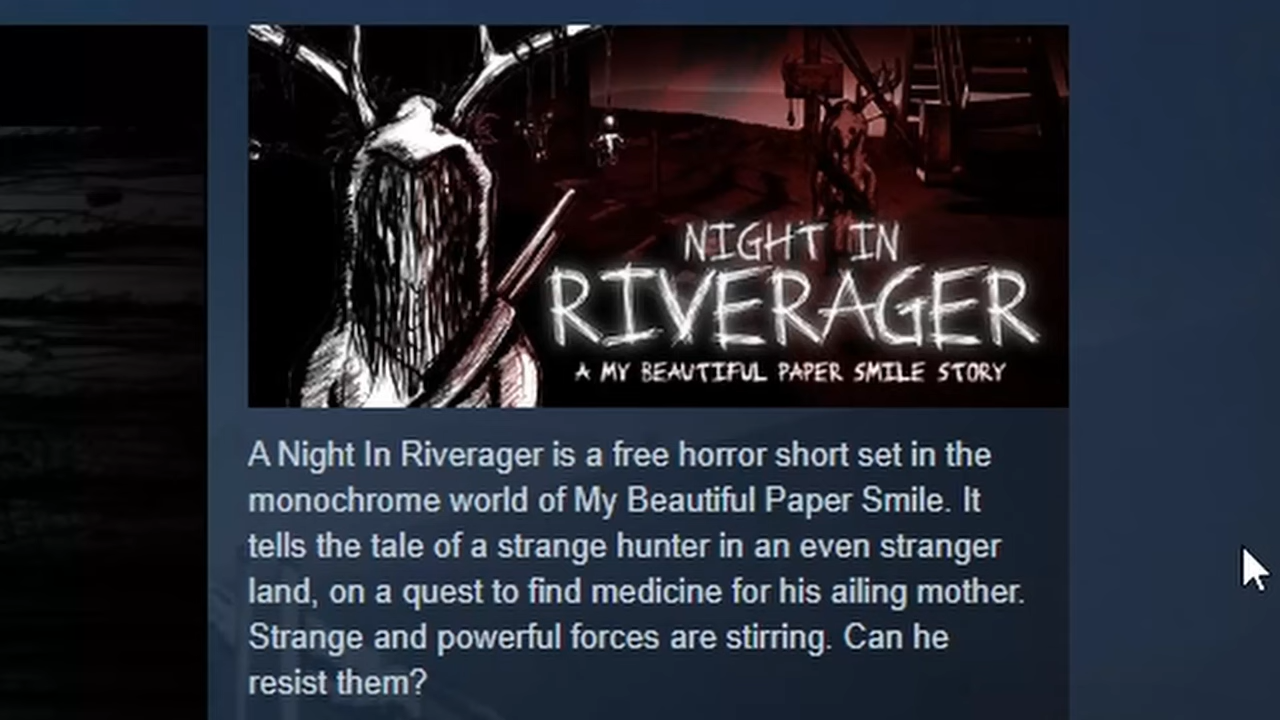 NIGHT IN
RIVERAGER
A MY BEAUTIFUL PAPER SMILE STORY
A Night In Riverager is a free horror short set in the
monochrome world of My Beautiful Paper Smile. It
tells the tale of a strange hunter in an even stranger
land, on a quest to find medicine for his ailing mother.
Strange and powerful forces are stirring. Can he
resist them?